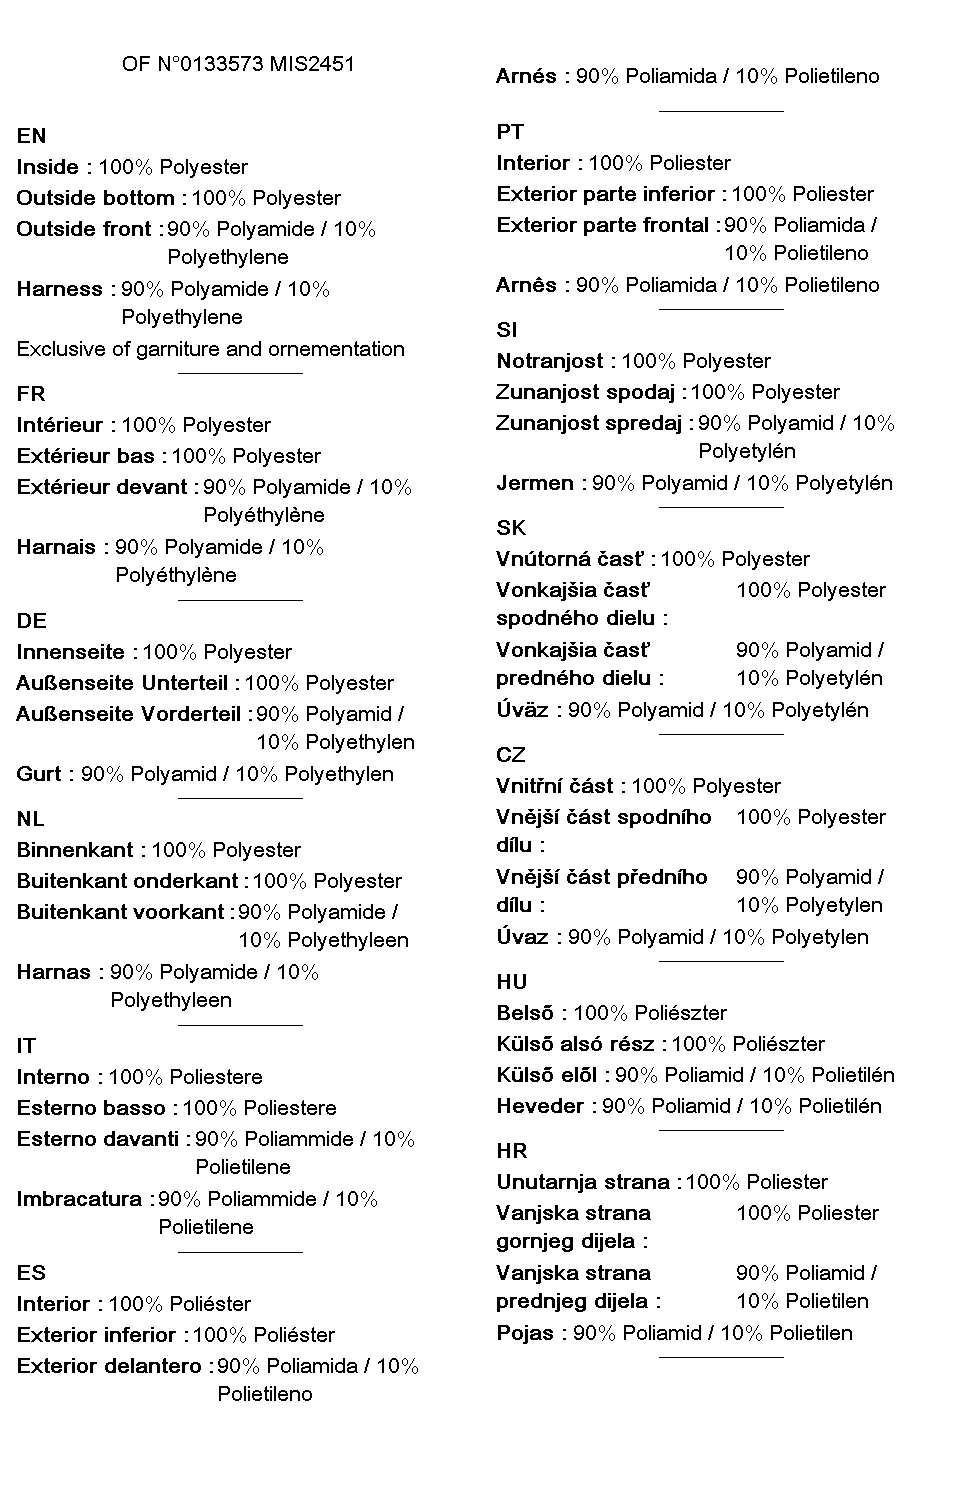 OF N°0133573 MIS2451
EN
Inside : 100% Polyester
Outside bottom : 100% Polyester
Outside front : 90% Polyamide / 10%
Polyethylene
Harness : 90% Polyamide / 10%
Polyethylene
Exclusive of garniture and ornementation
FR
Intérieur : 100% Polyester
Extérieur bas : 100% Polyester
Extérieur devant : 90% Polyamide / 10%
Polyéthylène
Harnais : 90% Polyamide / 10%
Polyéthylène
DE
Innenseite : 100% Polyester
Außenseite Unterteil : 100% Polyester
Außenseite Vorderteil : 90% Polyamid /
10% Polyethylen
Gurt : 90% Polyamid / 10% Polyethylen
NL
Binnenkant : 100% Polyester
Buitenkant onderkant : 100% Polyester
Buitenkant voorkant : 90% Polyamide /
10% Polyethyleen
Harnas : 90% Polyamide / 10%
Polyethyleen
IT
Interno : 100% Poliestere
Esterno basso : 100% Poliestere
Esterno davanti : 90% Poliammide / 10%
Polietilene
Imbracatura : 90% Poliammide / 10%
Polietilene
ES
Interior : 100% Poliéster
Exterior inferior : 100% Poliéster
Exterior delantero : 90% Poliamida / 10%
Polietileno
Arnés : 90% Poliamida / 10% Polietileno
PT
Interior : 100% Poliester
Exterior parte inferior : 100% Poliester
Exterior parte frontal : 90% Poliamida /
10% Polietileno
Arnês : 90% Poliamida / 10% Polietileno
SI
Notranjost : 100% Polyester
Zunanjost spodaj : 100% Polyester
Zunanjost spredaj : 90% Polyamid / 10%
Polyetylén
Jermen : 90% Polyamid / 10% Polyetylén
SK
Vnútorná časť : 100% Polyester
Vonkajšia časť 100% Polyester
spodného dielu :
Vonkajšia časť 90% Polyamid /
predného dielu : 10% Polyetylén
Úväz : 90% Polyamid / 10% Polyetylén
CZ
Vnitřní část : 100% Polyester
Vnější část spodního 100% Polyester
dílu :
Vnější část předního 90% Polyamid /
dílu : 10% Polyetylen
Úvaz : 90% Polyamid / 10% Polyetylen
HU
Belsõ : 100% Poliészter
Külsõ alsó rész : 100% Poliészter
Külsõ elõl : 90% Poliamid / 10% Polietilén
Heveder : 90% Poliamid / 10% Polietilén
HR
Unutarnja strana : 100% Poliester
Vanjska strana 100% Poliester
gornjeg dijela :
Vanjska strana 90% Poliamid /
prednjeg dijela : 10% Polietilen
Pojas : 90% Poliamid / 10% Polietilen